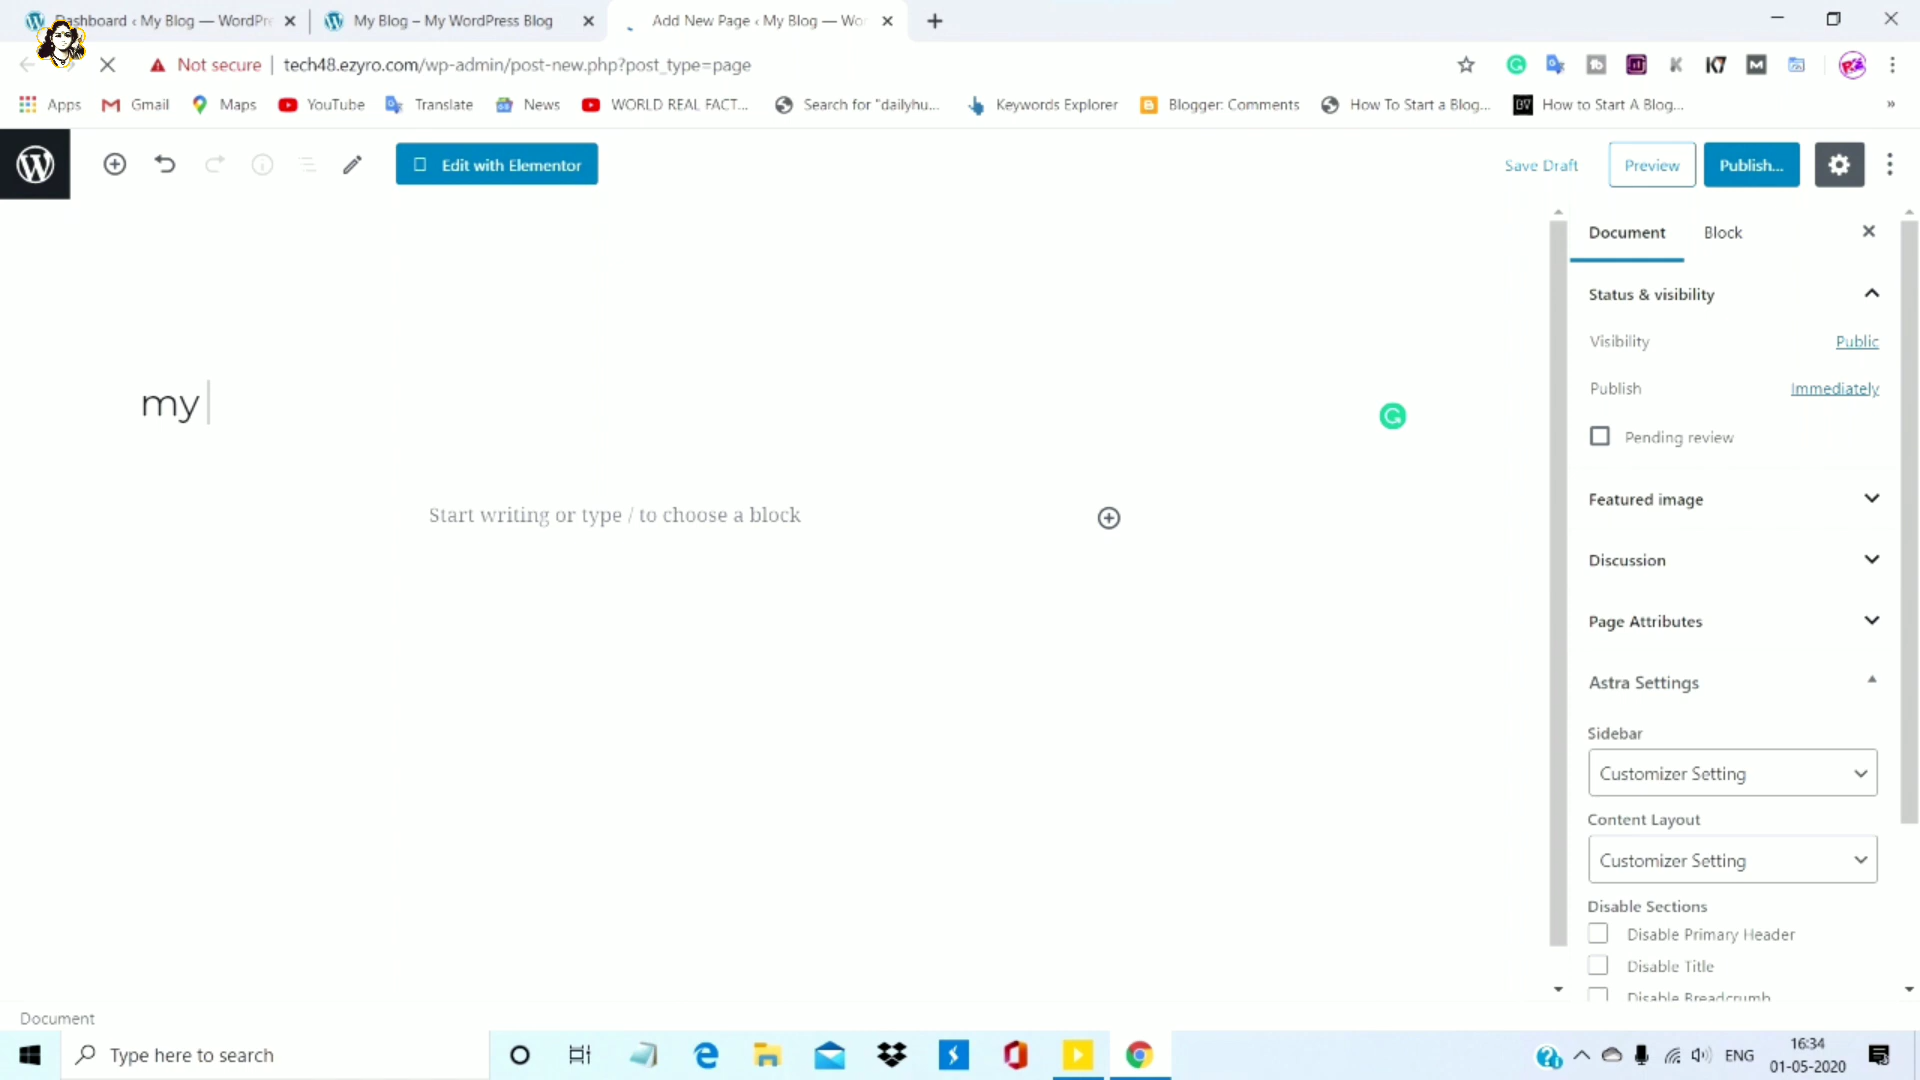 Dashboard ‹ My Blog — WordPre
My Blog – My WordPress Blog
Add New Page ‹ My Blog — Wor
Not secure
tech48.ezyro.com/wp-admin/post-new.php?post_type=page
Apps
Gmail
Maps
YouTube
Translate
News
WORLD REAL FACT...
Search for "dailyhu...
Keywords Explorer
Blogger: Comments
How To Start a Blog...
How to Start A Blog...
»
Edit with Elementor
Save Draft
Preview
Publish...
Document
Block
Status & visibility
Visibility
Public
Publish
Immediately
Pending review
my
Start writing or type / to choose a block
Featured image
Discussion
Page Attributes
Astra Settings
Sidebar
Customizer Setting
Content Layout
Customizer Setting
Disable Sections
Disable Primary Header
Disable Title
Disable Breadcrumb
Document
Type here to search
ENG
16:34
01-05-2020